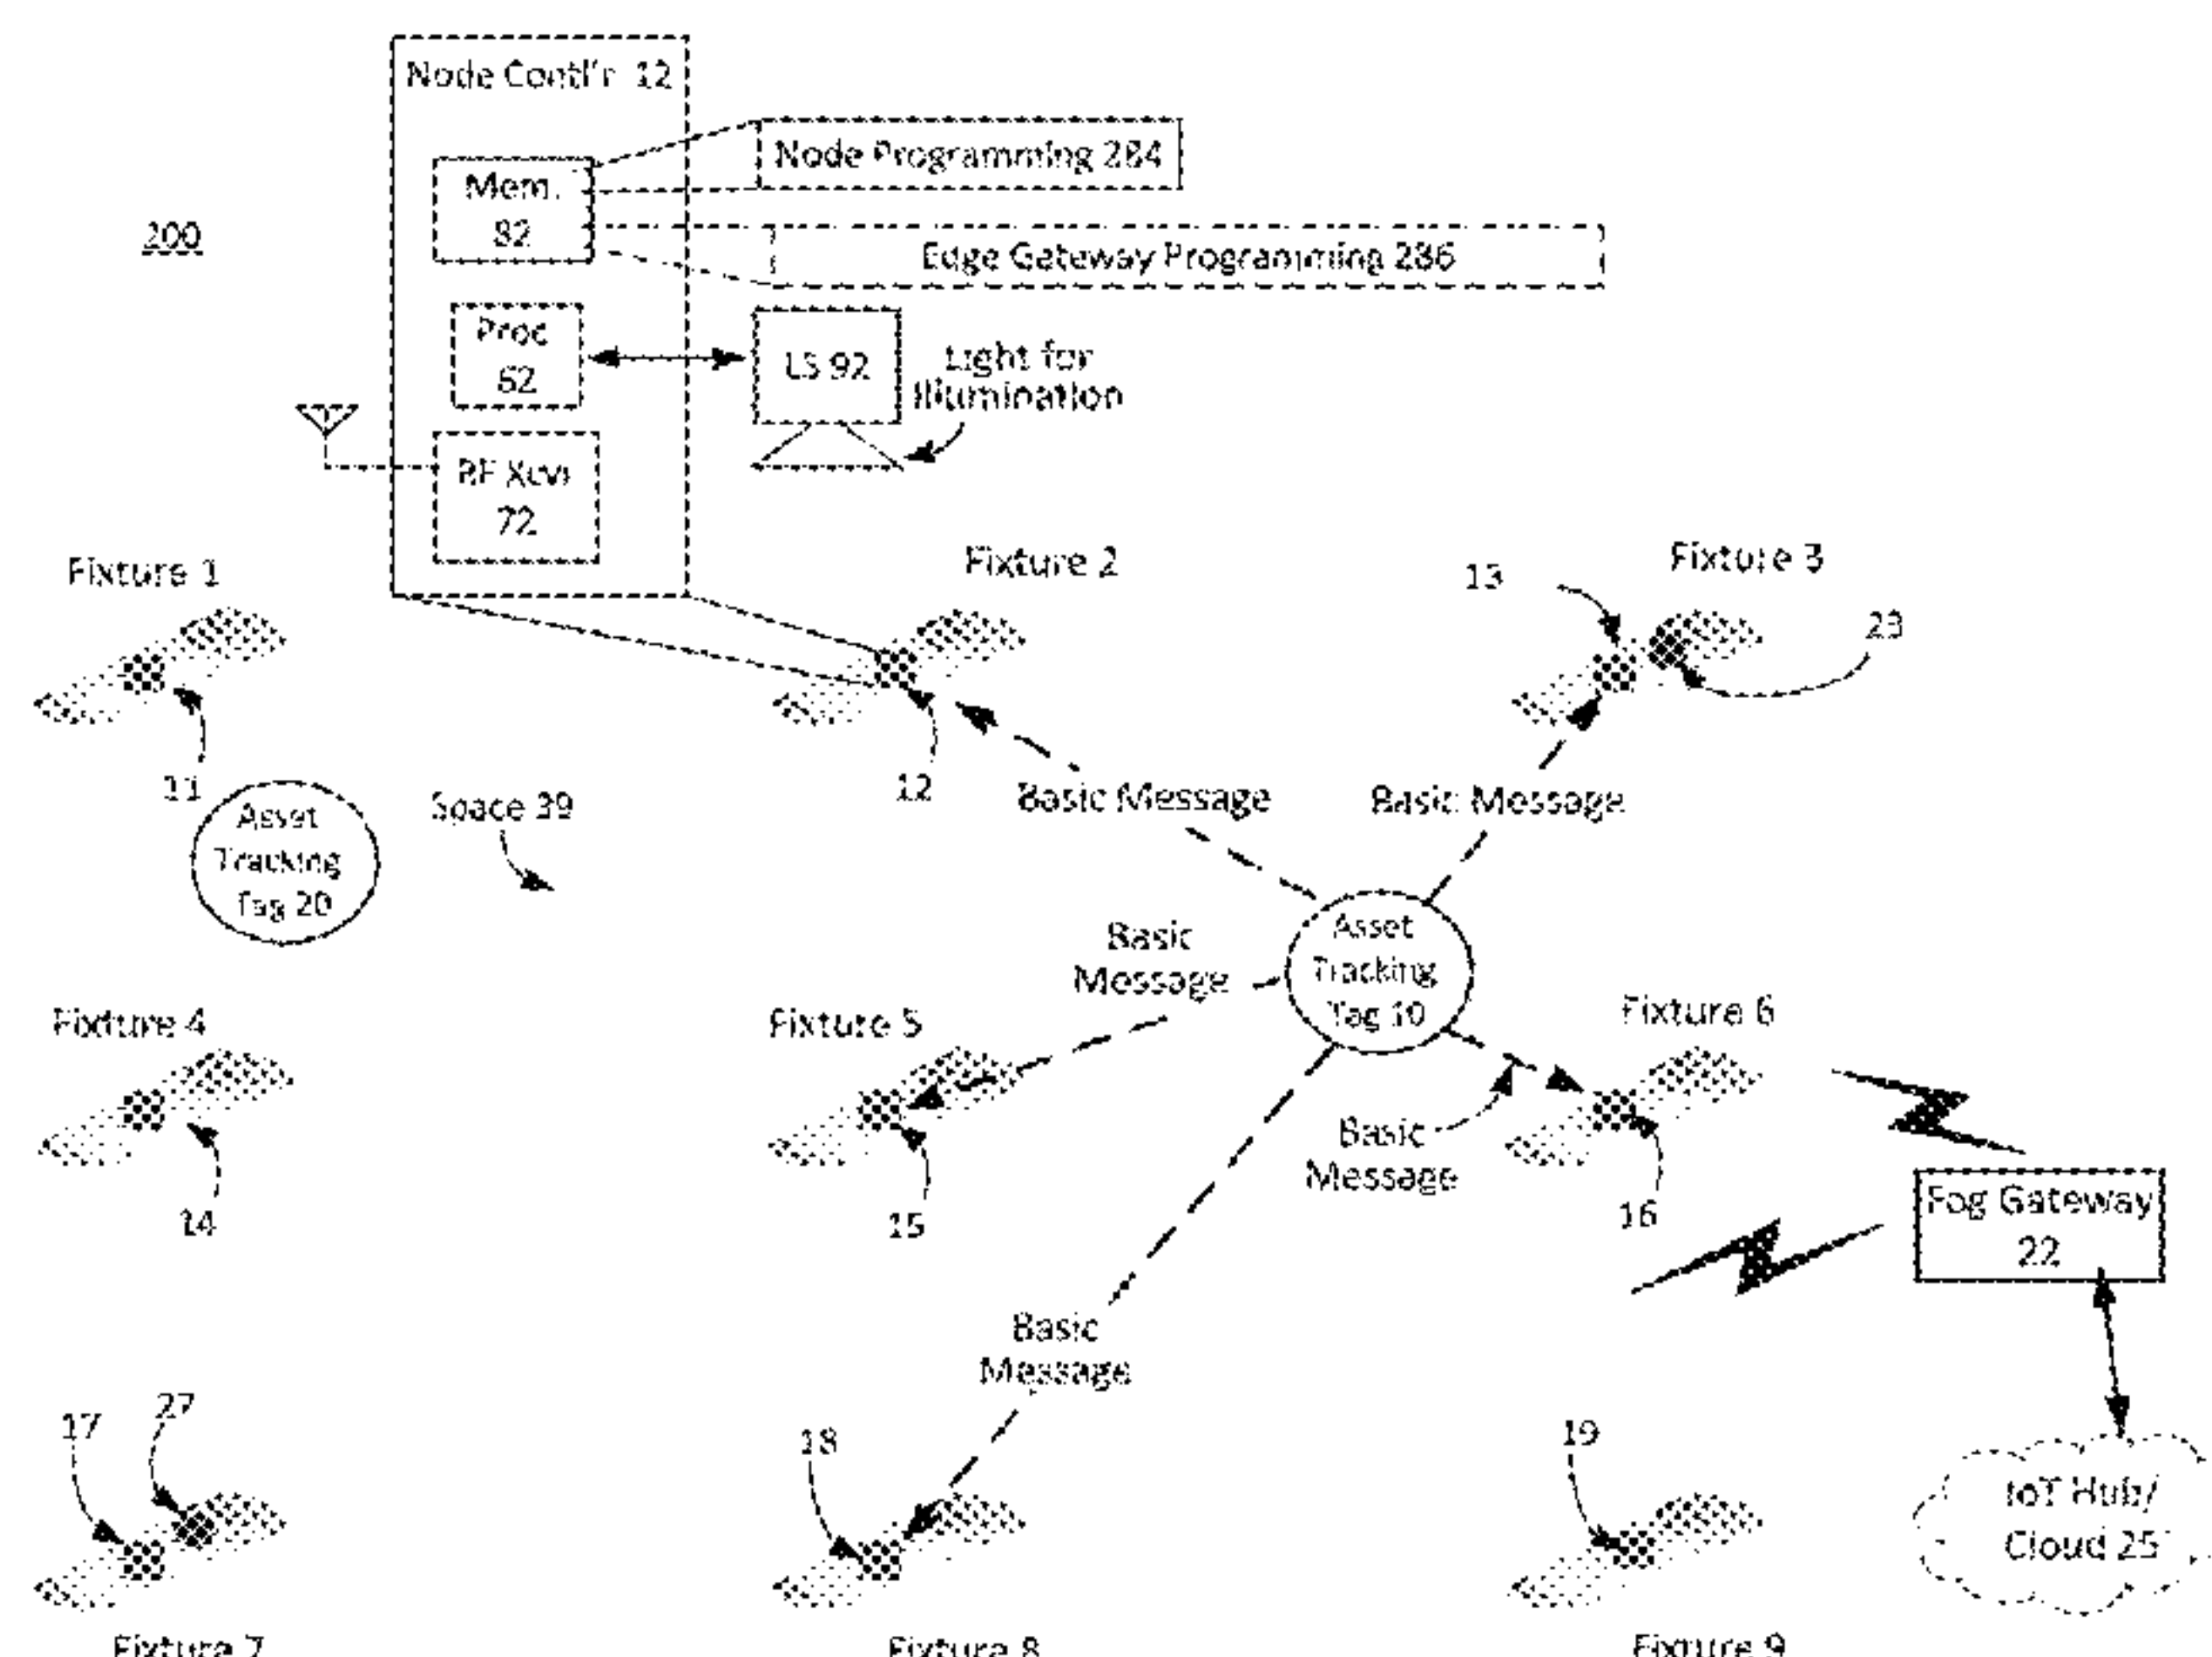 Node Contl'r 12
Node Programming 284
Mem.
82
200
Edge Gateway Programming 286
Proc
62
LS 92
Light for
Illumination
RF Xcvr
72
Fixture 1
Fixture 2
Fixture 3
13
23
11
12
Basic Message
Basic Message
Asset
Tracking
Tag 20
Space 39
Basic
Message
Asset
Tracking
Tag 10
Fixture 4
Fixture 5
Fixture 6
Basic
Message
14
15
16
Fog Gateway
22
Basic
Message
17
27
18
19
IoT Hub/
Cloud 25
Fixture 7
Fixture 8
Fixture 9